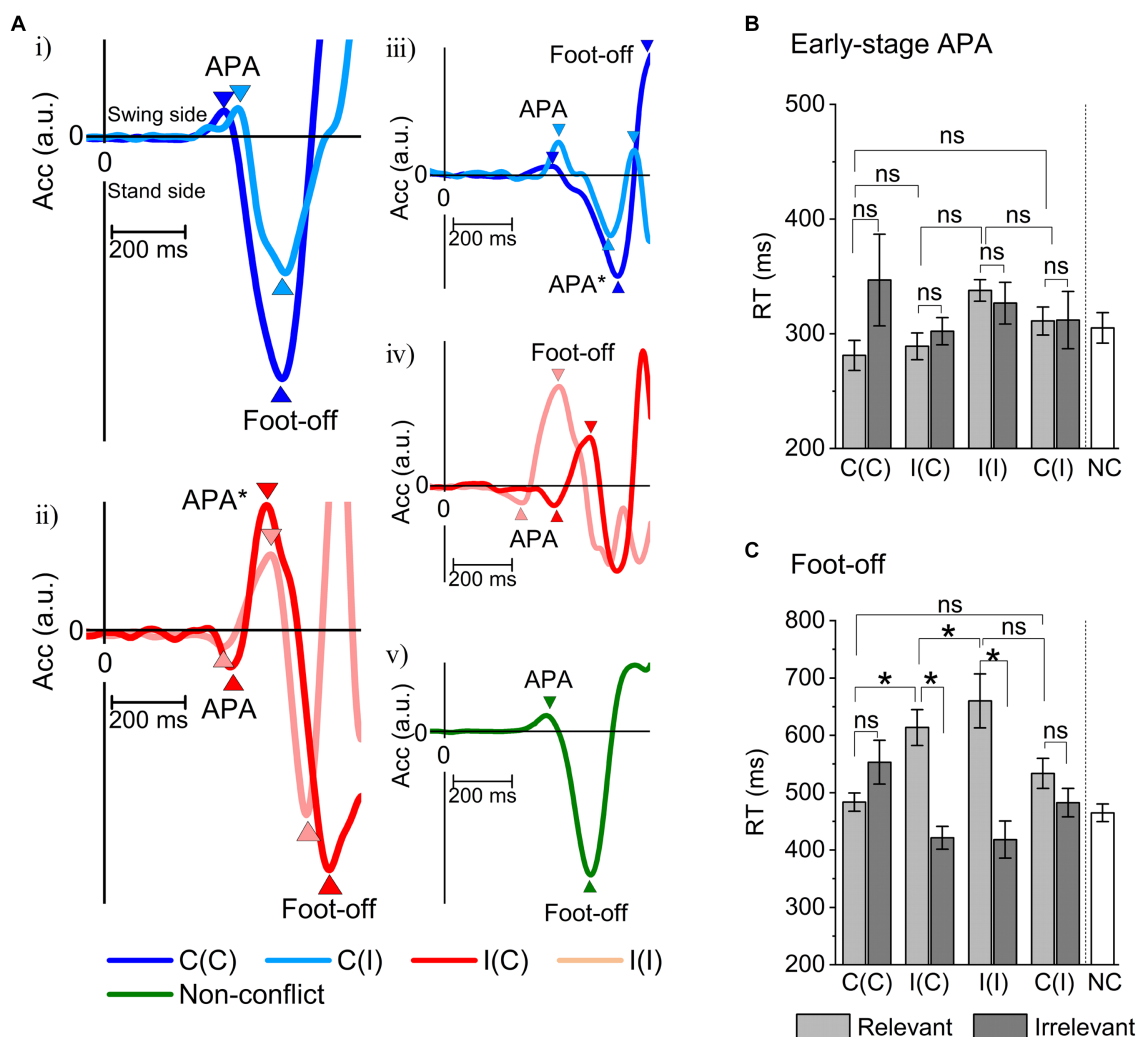 A
i)
APA
Swing side
0
Stand side
Acc (a.u.)
200 ms
Foot-off
ii)
APA*
0
0
Acc (a.u.)
200 ms
APA
Foot-off
iii)
Foot-off
APA
Acc (a.u.)
0
0
200 ms
APA*
iv)
Foot-off
Acc (a.u.)
0
0
APA
200 ms
v)
APA
Acc (a.u.)
0
0
200 ms
Foot-off
0
C(C) C(I) I(C) I(I)
Non-conflict
B Early-stage APA
500
400
300
200
RT (ms)
ns
ns
ns ns
ns ns ns ns
C(C) I(C) I(I) C(I) NC
C Foot-off
800
700
600
500
400
300
200
RT (ms)
ns
* ns
* * *
ns ns
C(C) I(C) I(I) C(I) NC
Relevant Irrelevant